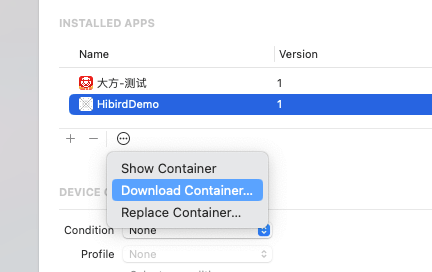 INSTALLED APPS
Name Version
大方-测试 1
HibirdDemo 1
Show Container
Download Container...
Replace Container...
DEVICE C
Condition None
Profile None